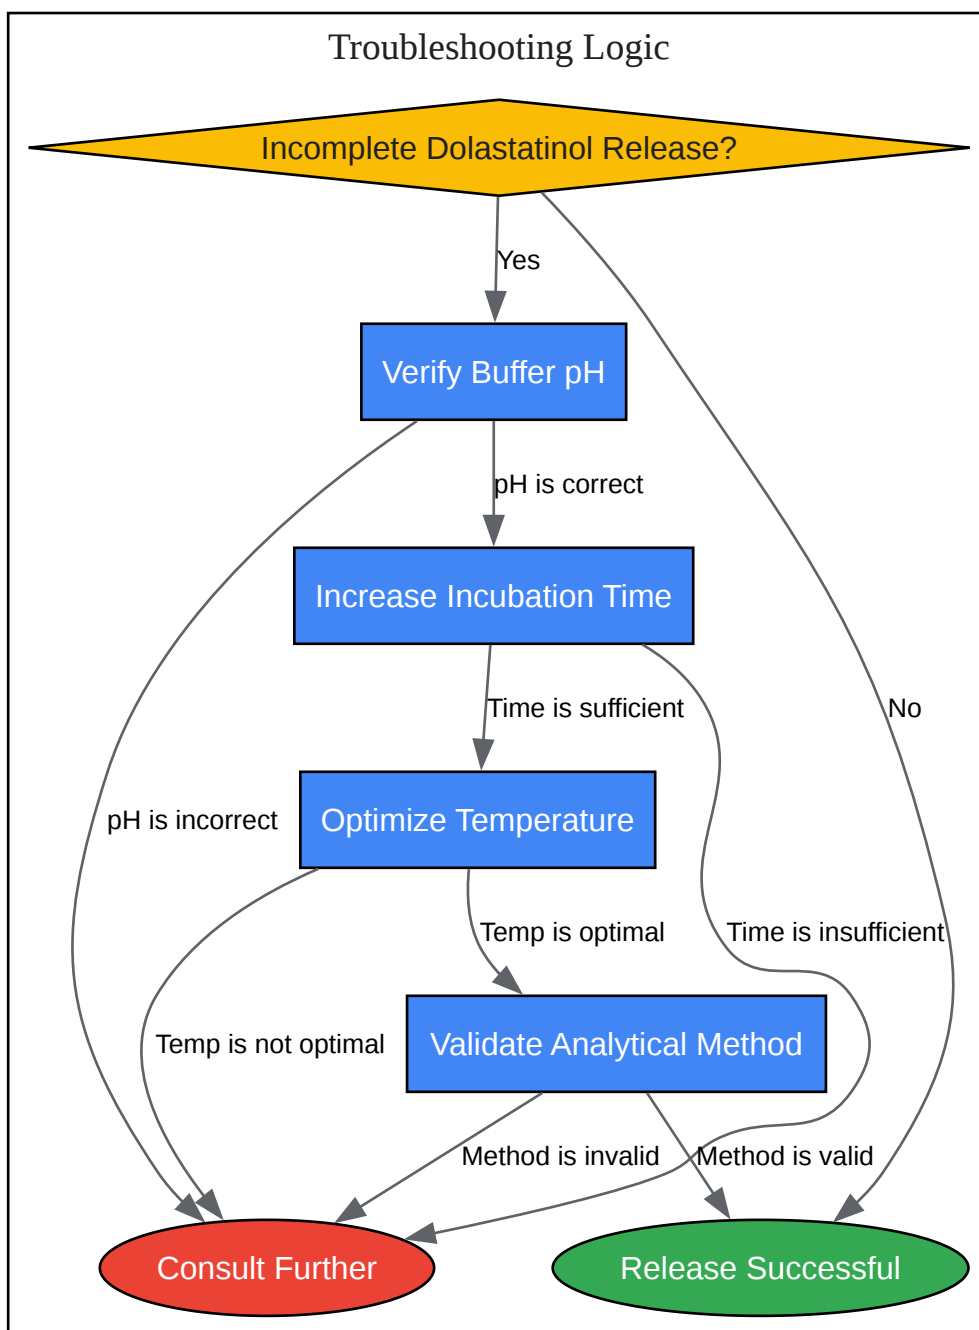 Troubleshooting Logic
Incomplete Dolastatinol Release?
Yes
Verify Buffer pH
pH is correct
Increase Incubation Time
Time is sufficient
No
pH is incorrect
Optimize Temperature
Temp is optimal
Time is insufficient
Temp is not optimal
Validate Analytical Method
Method is invalid
Method is valid
Consult Further
Release Successful